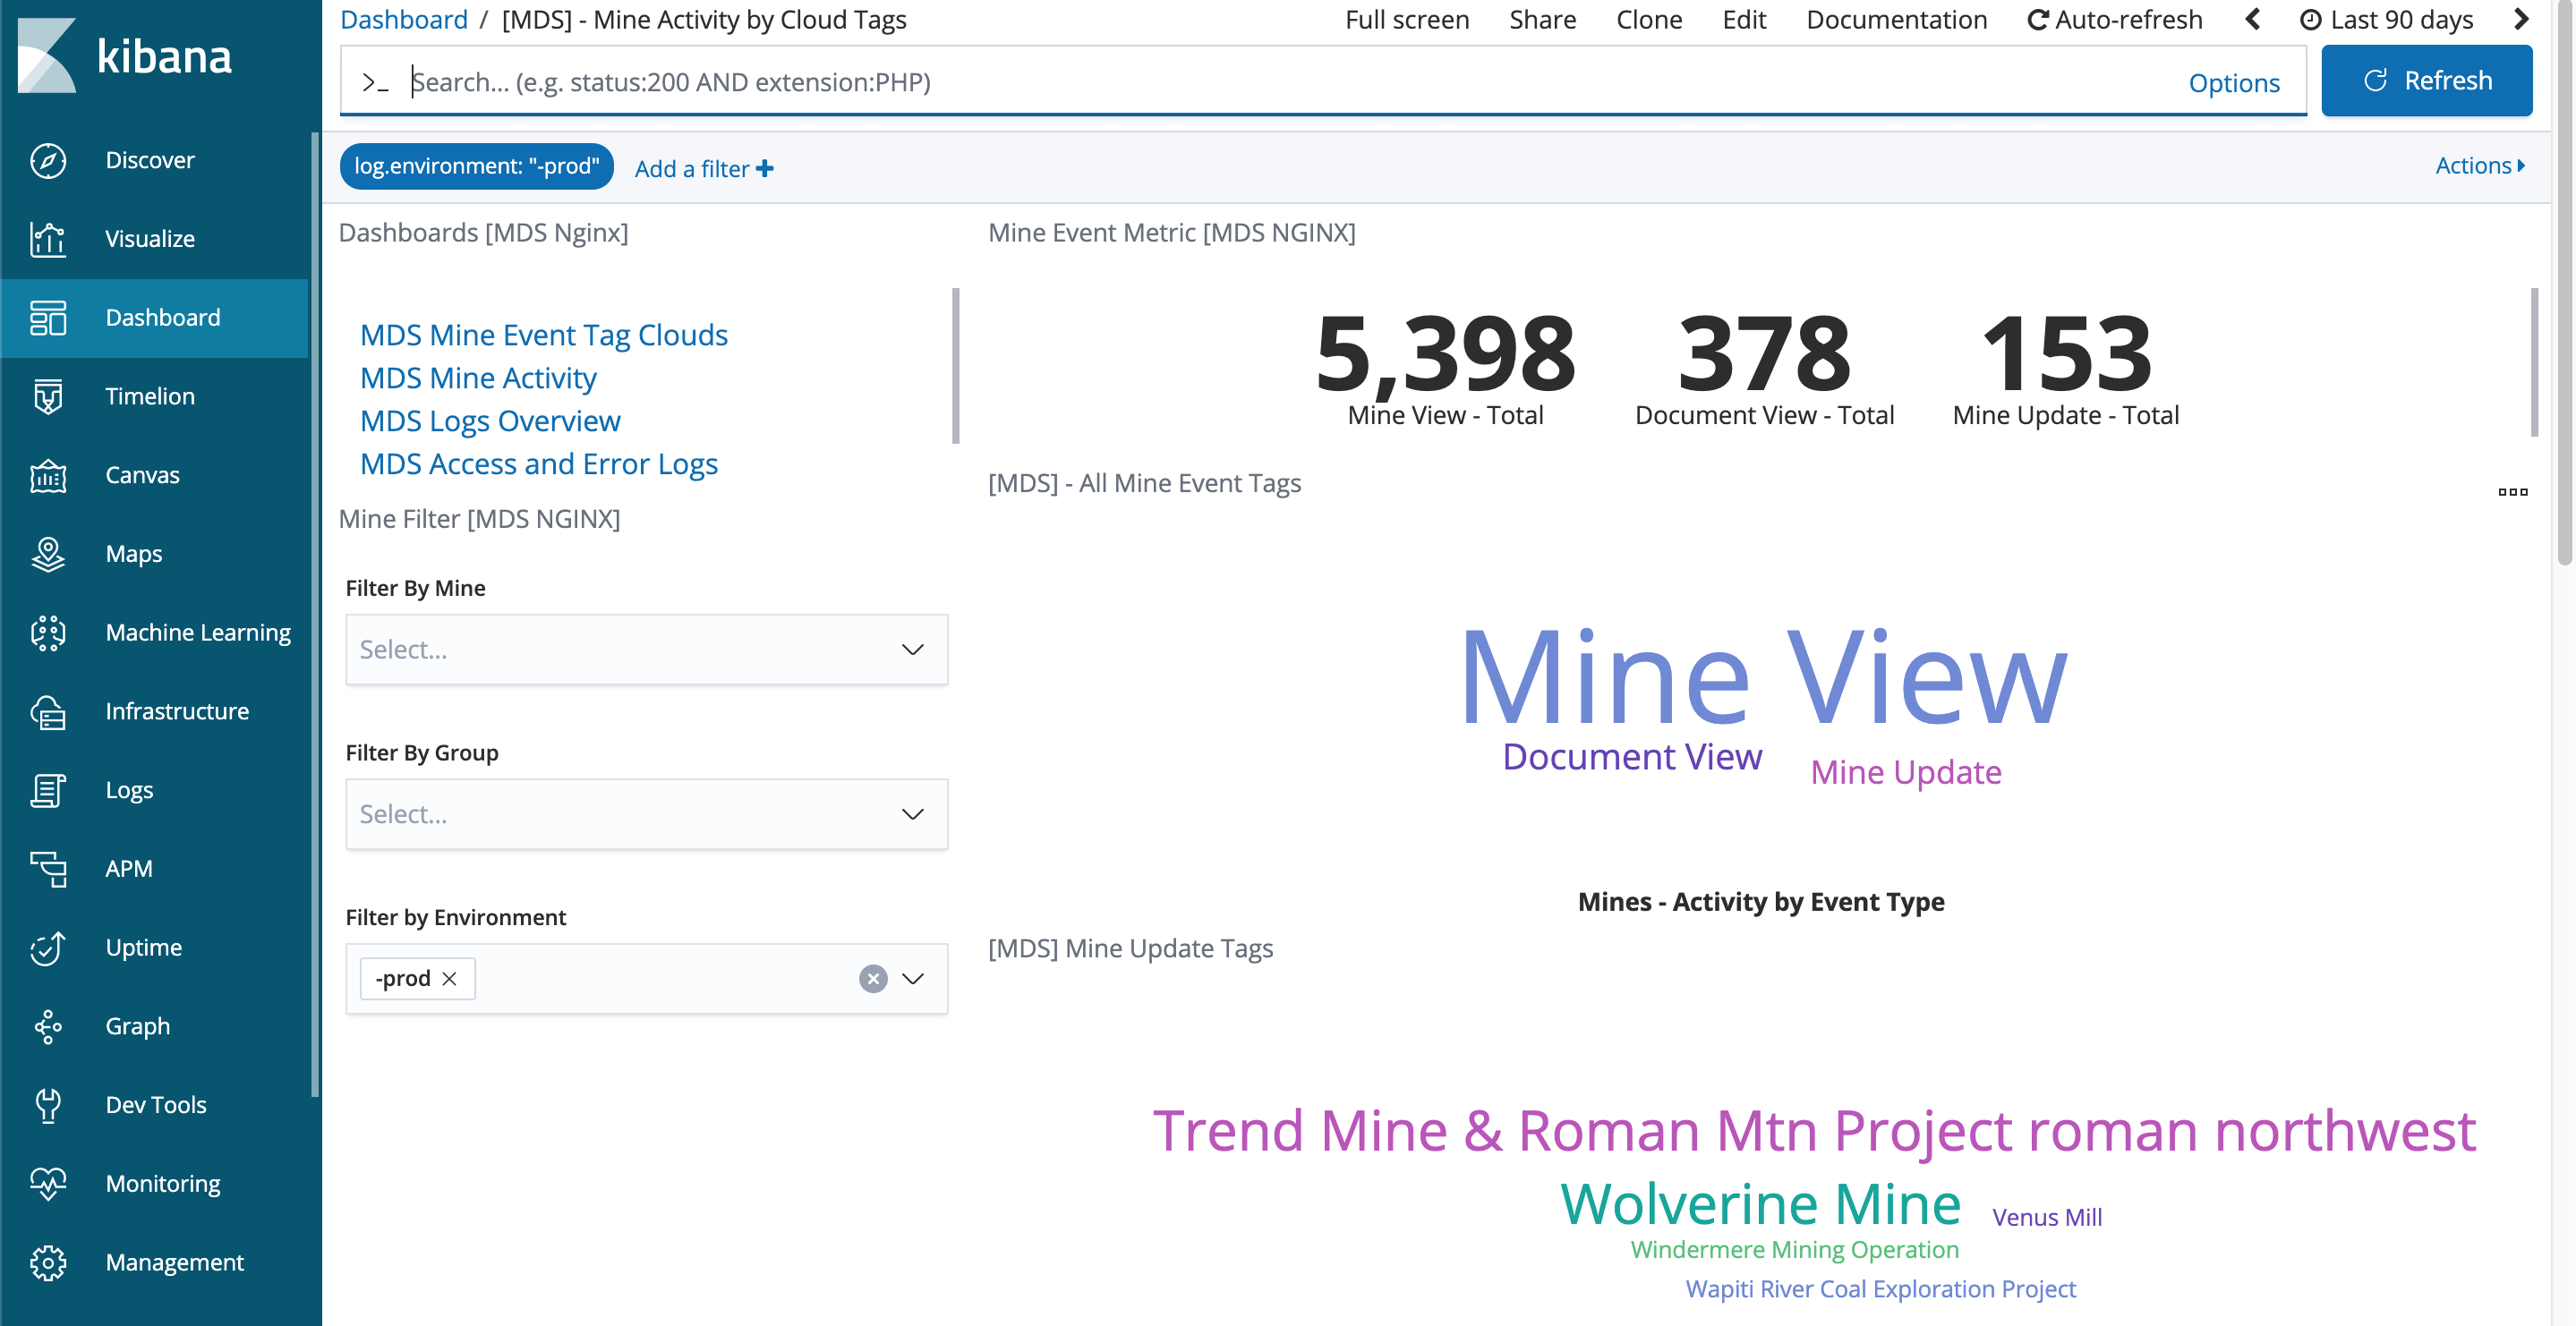 kibana
Discover
Visualize
Dashboard
Timelion
Canvas
Maps
Machine Learning
Infrastructure
Logs
APM
Uptime
Graph
Dev Tools
Monitoring
Management
Dashboard / [MDS] - Mine Activity by Cloud Tags
Full screen Share Clone Edit Documentation Auto-refresh Last 90 days
>_ Search... (e.g. status:200 AND extension:PHP) Options
Refresh
log.environment: "-prod" Add a filter + Actions
Dashboards [MDS Nginx]
MDS Mine Event Tag Clouds
MDS Mine Activity
MDS Logs Overview
MDS Access and Error Logs
Mine Filter [MDS NGINX]
Filter By Mine
Select...
Filter By Group
Select...
Filter by Environment
-prod
Mine Event Metric [MDS NGINX]
5,398 378 153
Mine View - Total Document View - Total Mine Update - Total
[MDS] - All Mine Event Tags
Mine View
Document View
Mine Update
Mines - Activity by Event Type
[MDS] Mine Update Tags
Trend Mine & Roman Mtn Project roman northwest
Wolverine Mine
Venus Mill
Windermere Mining Operation
Wapiti River Coal Exploration Project